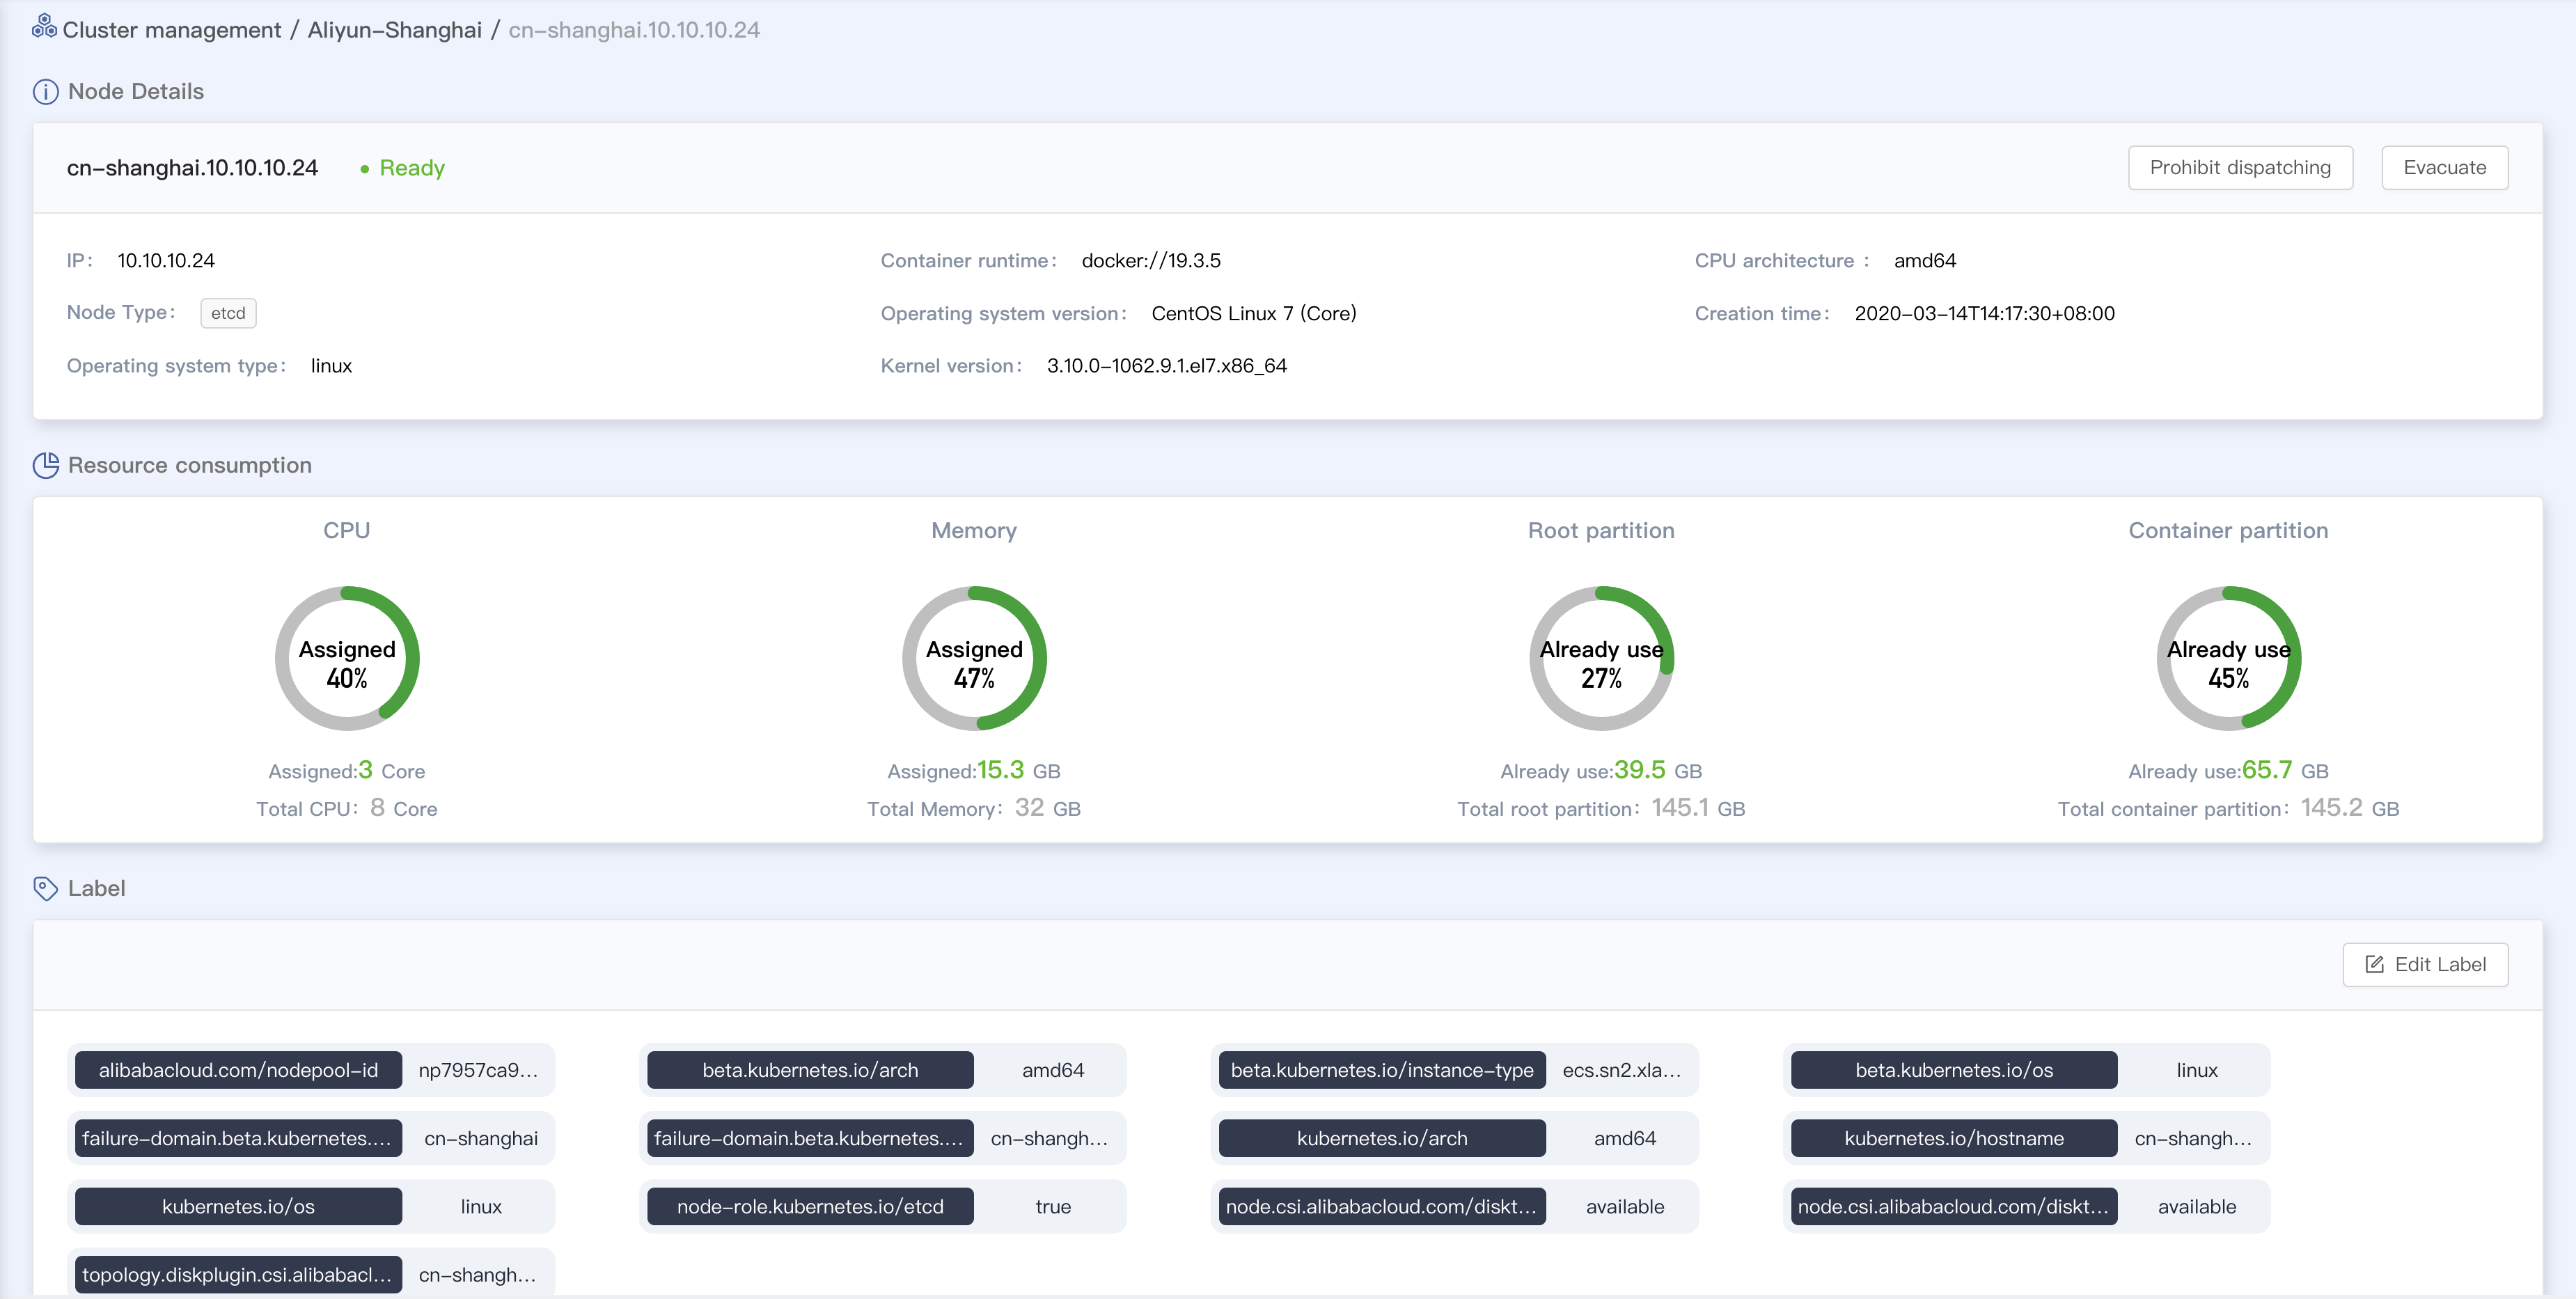 Cluster management / Aliyun-Shanghai / cn-shanghai.10.10.10.24
Node Details
cn-shanghai.10.10.10.24 Ready Prohibit dispatching Evacuate
IP: 10.10.10.24 Container runtime: docker://19.3.5 CPU architecture : amd64
Node Type: etcd Operating system version: CentOS Linux 7 (Core) Creation time: 2020-03-14T14:17:30+08:00
Operating system type: linux Kernel version: 3.10.0-1062.9.1.el7.x86_64
Resource consumption
CPU Memory Root partition Container partition
Assigned Assigned Already use Already use
40% 47% 27% 45%
Assigned:3 Core Assigned:15.3 GB Already use:39.5 GB Already use:65.7 GB
Total CPU: 8 Core Total Memory: 32 GB Total root partition: 145.1 GB Total container partition: 145.2 GB
Label
Edit Label
alibabacloud.com/nodepool-id np7957ca9... beta.kubernetes.io/arch amd64 beta.kubernetes.io/instance-type ecs.sn2.xla... beta.kubernetes.io/os linux
failure-domain.beta.kubernetes.... cn-shanghai failure-domain.beta.kubernetes.... cn-shangh... kubernetes.io/arch amd64 kubernetes.io/hostname cn-shangh...
kubernetes.io/os linux node-role.kubernetes.io/etcd true node.csi.alibabacloud.com/diskt... available node.csi.alibabacloud.com/diskt... available
topology.diskplugin.csi.alibabacl... cn-shangh...